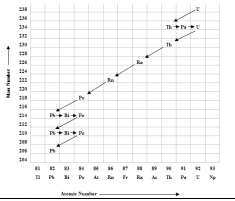 238 U
236
234 Th Pa U
232
230 Th
228
226 Ra
224
222 Rn
220
218 Po
216
214 Pb Bi Po
212
210 Pb Bi Po
208
206 Pb
204
81 82 83 84 85 86 87 88 89 90 91 92 93
Tl Pb Bi Po At Rn Fr Ra Ac Th Pa U Np
Mass Number
Atomic Number